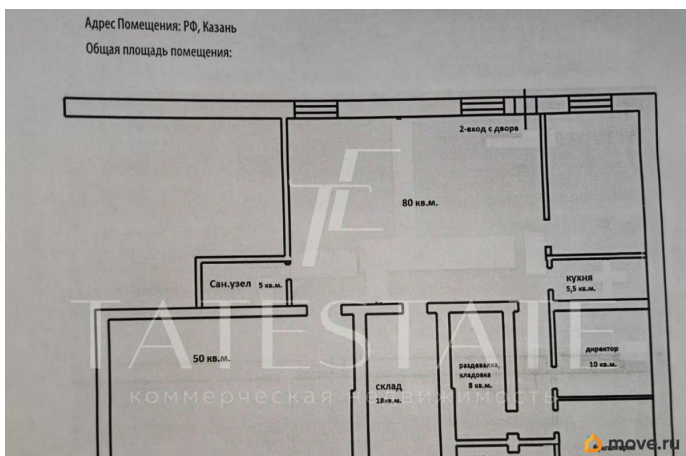 Адрес Помещения: РФ, Казань
Общая площадь помещения:
2-вход с двора
80 кв.м.
Сан.узел 5 кв.м.
кухня
5,5 кв.м.
TATESTATE
коммерческая недвижимость
50 кв.м.
склад
18 кв.м.
раздевалка,
кладовка
8 кв.м.
директор
10 кв.м.
move.ru